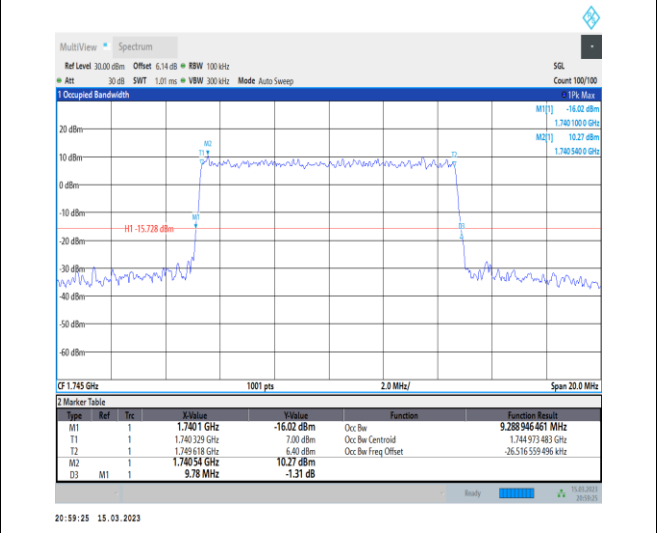 MultiView Spectrum
Ref Level 30.00 dBm Offset 6.14 dB RBW 100 kHz SGL
Att 30 dB SWT 1.01 ms VBW 300 kHz Mode Auto Sweep Count 100/100
1 Occupied Bandwidth 1Pk Max
M1[1] -16.02 dBm
1.740 100 0 GHz
M2[1] 10.27 dBm
1.740 540 0 GHz
20 dBm
M2
T1 T2
10 dBm
0 dBm
-10 dBm
M1
H1 -15.728 dBm D3
-20 dBm
-30 dBm
-40 dBm
-50 dBm
-60 dBm
CF 1.745 GHz 1001 pts 2.0 MHz/ Span 20.0 MHz
2 Marker Table
Type Ref Trc X-Value Y-Value Function Function Result
M1 1 1.7401 GHz -16.02 dBm Occ Bw 9.288 946 461 MHz
T1 1 1.740 329 GHz 7.00 dBm Occ Bw Centroid 1.744 973 483 GHz
T2 1 1.749 618 GHz 6.40 dBm Occ Bw Freq Offset -26.516 559 496 kHz
M2 1 1.740 54 GHz 10.27 dBm
D3 M1 1 9.78 MHz -1.31 dB
Ready 15.03.2023
20:59:25
20:59:25 15.03.2023